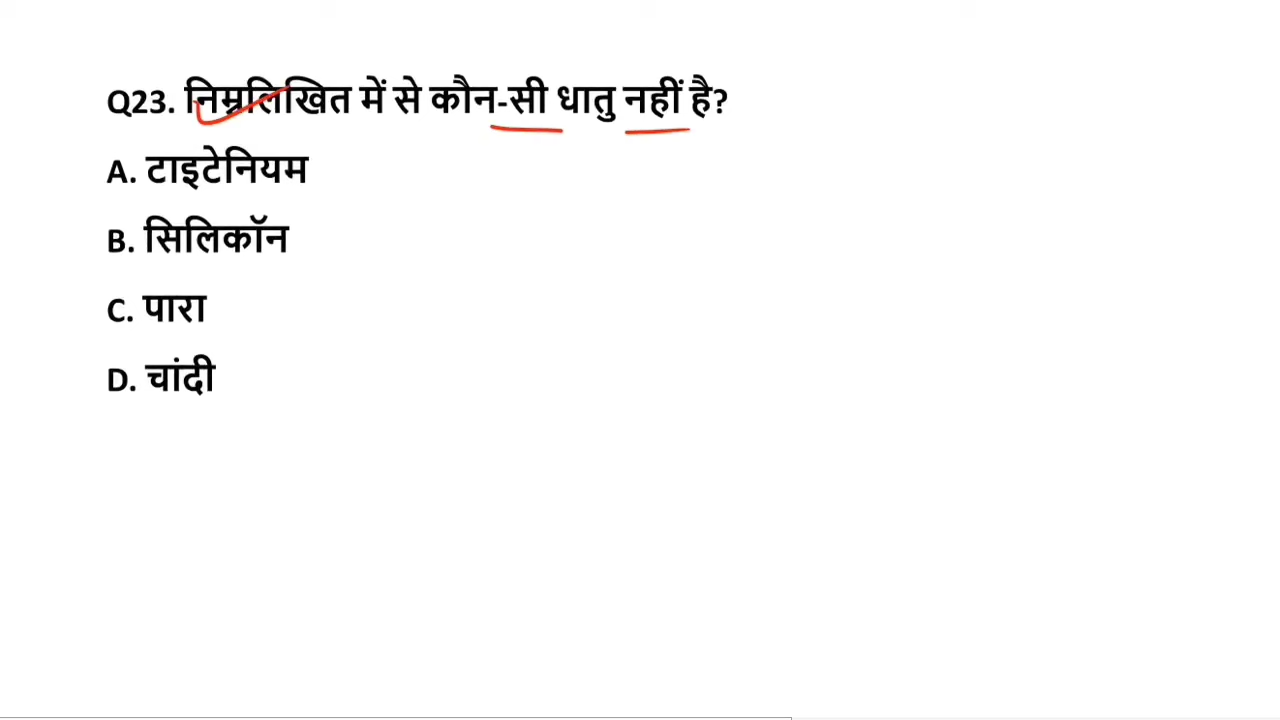 Q23. निम्नलिखित में से कौन-सी धातु नहीं है?
A. टाइटेनियम
B. सिलिकॉन
C. पारा
D. चांदी